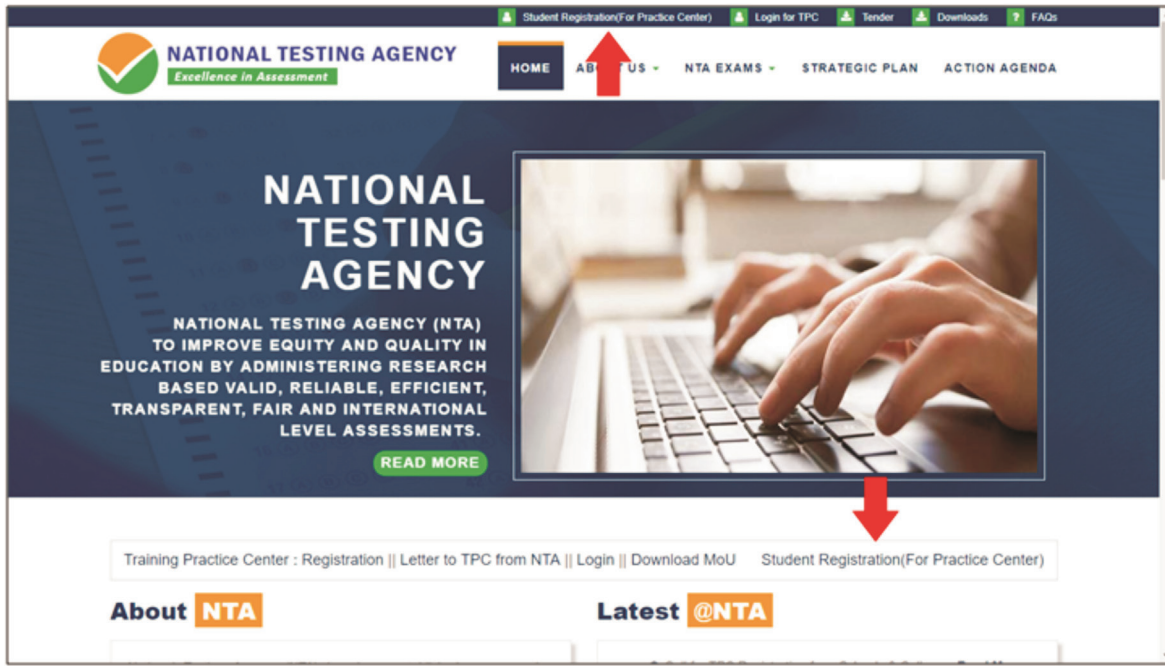 Student Registration(For Practice Center) Login for TPC Tender Downloads ? FAQs
NATIONAL TESTING AGENCY
Excellence in Assessment
HOME ABOUT US NTA EXAMS STRATEGIC PLAN ACTION AGENDA
NATIONAL
TESTING
AGENCY
NATIONAL TESTING AGENCY (NTA)
TO IMPROVE EQUITY AND QUALITY IN
EDUCATION BY ADMINISTERING RESEARCH
BASED VALID, RELIABLE, EFFICIENT,
TRANSPARENT, FAIR AND INTERNATIONAL
LEVEL ASSESSMENTS.
READ MORE
Training Practice Center : Registration || Letter to TPC from NTA || Login || Download MoU Student Registration(For Practice Center)
About NTA
Latest @NTA